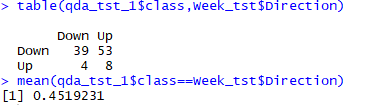 > table(qda_tst_1$class,Week_tst$Direction)
Down Up
Down 39 53
Up 4 8
> mean(qda_tst_1$class==Week_tst$Direction)
[1] 0.4519231